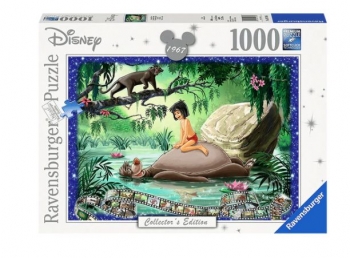 Disney
1967
1000
Ravensburger Puzzle
Collector's Edition
Ravensburger